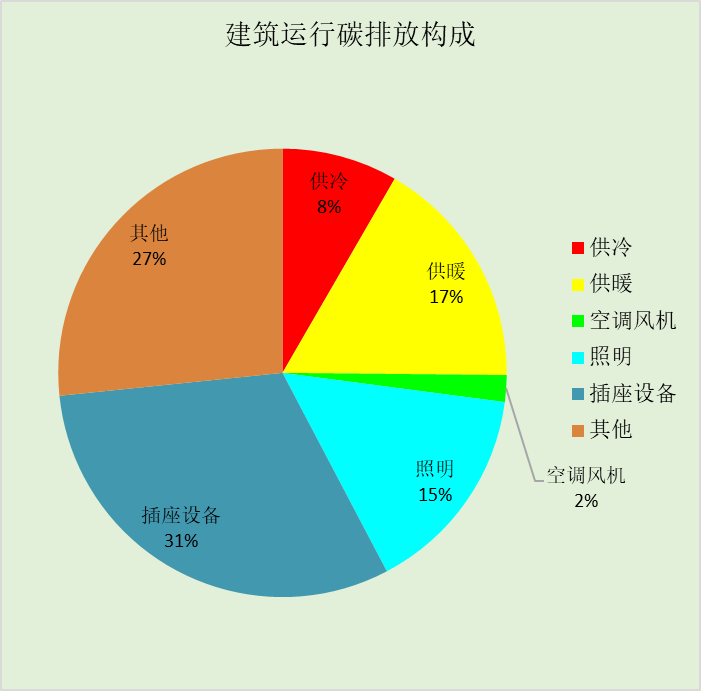 建筑运行碳排放构成
供冷
8%
其他
27%
供暖
17%
照明
15%
空调风机
2%
插座设备
31%
供冷
供暖
空调风机
照明
插座设备
其他